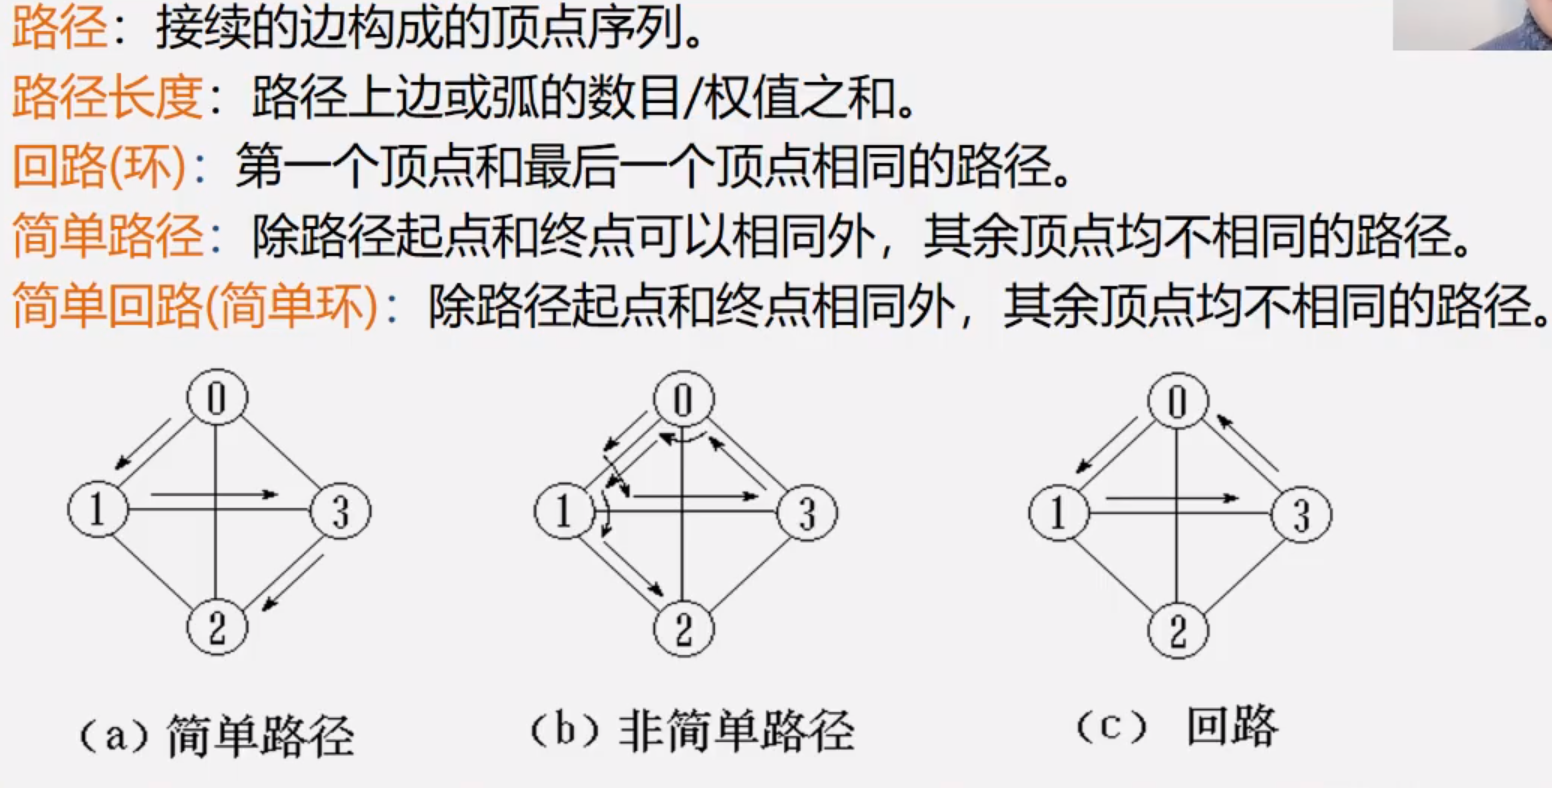 路径：接续的边构成的顶点序列。
路径长度：路径上边或弧的数目/权值之和。
回路(环)：第一个顶点和最后一个顶点相同的路径。
简单路径：除路径起点和终点可以相同外，其余顶点均不相同的路径。
简单回路(简单环)：除路径起点和终点相同外，其余顶点均不相同的路径。
0
1
3
2
0
1
3
2
0
1
3
2
（a）简单路径
（b）非简单路径
（c） 回路